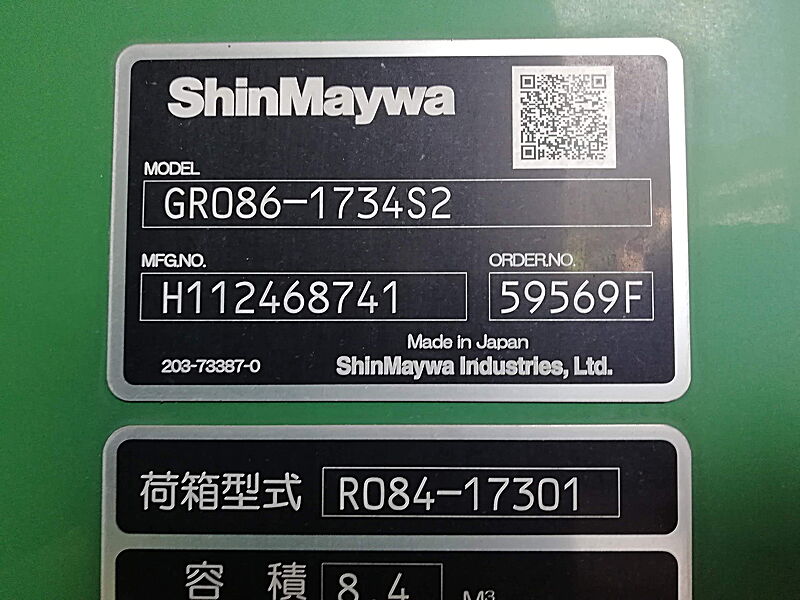 ShinMaywa
MODEL
GR086-1734S2
MFG.NO. ORDER.NO.
H112468741 59569F
Made in Japan
203-73387-0 ShinMaywa Industries, Ltd.
荷箱型式 R084-17301
容積 8.4 M³